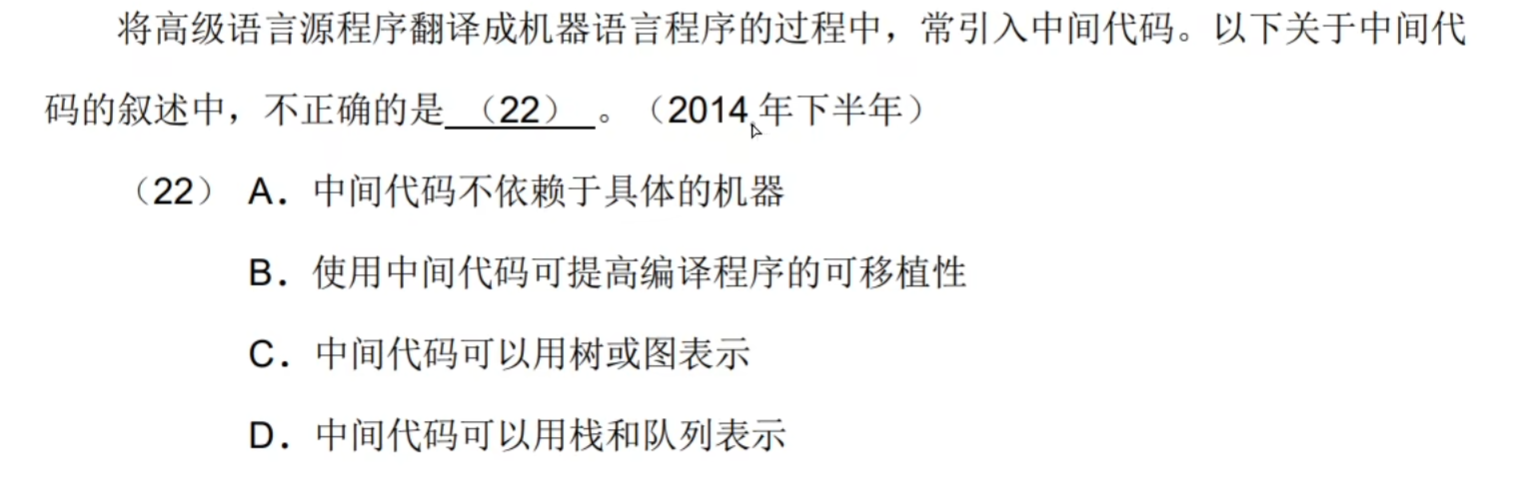 将高级语言源程序翻译成机器语言程序的过程中，常引入中间代码。以下关于中间代
码的叙述中，不正确的是（22）。（2014年下半年）
（22） A．中间代码不依赖于具体的机器
B．使用中间代码可提高编译程序的可移植性
C．中间代码可以用树或图表示
D．中间代码可以用栈和队列表示